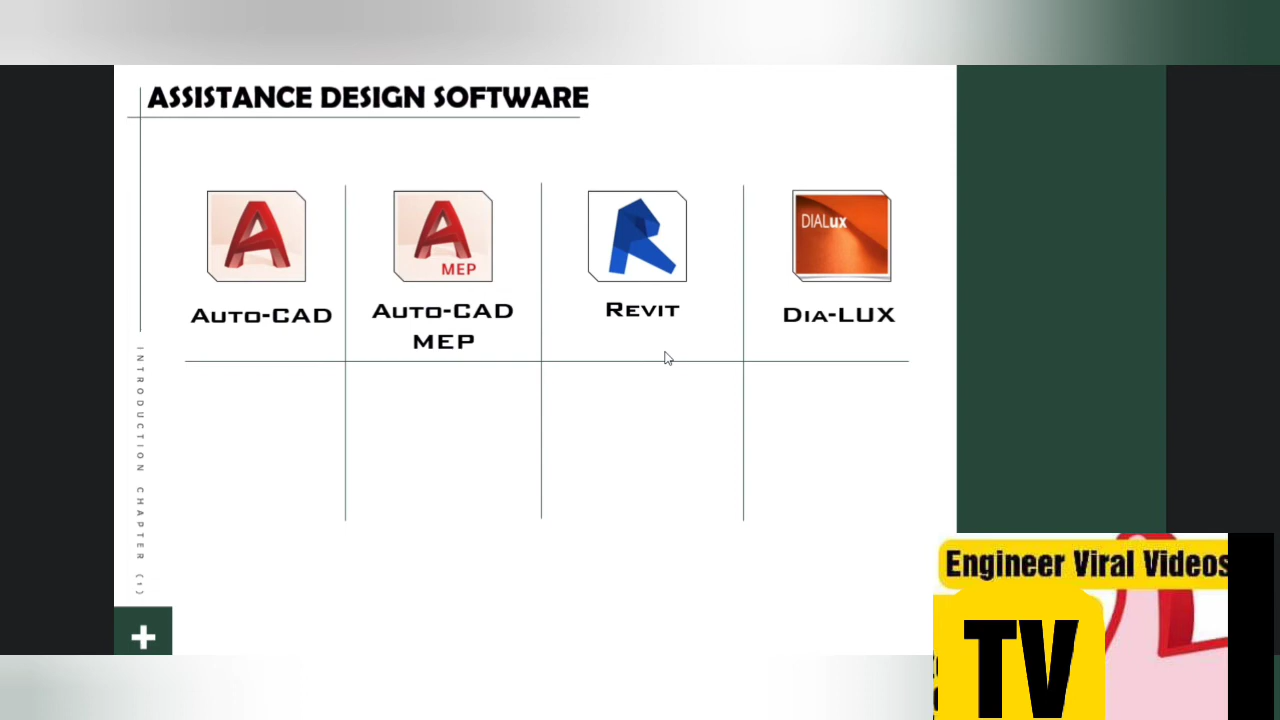 ASSISTANCE DESIGN SOFTWARE
MEP
DIALux
AUTO-CAD
AUTO-CAD
MEP
REVIT
DIA-LUX
INTRODUCTION CHAPTER (1)
Engineer Viral Videos
TV